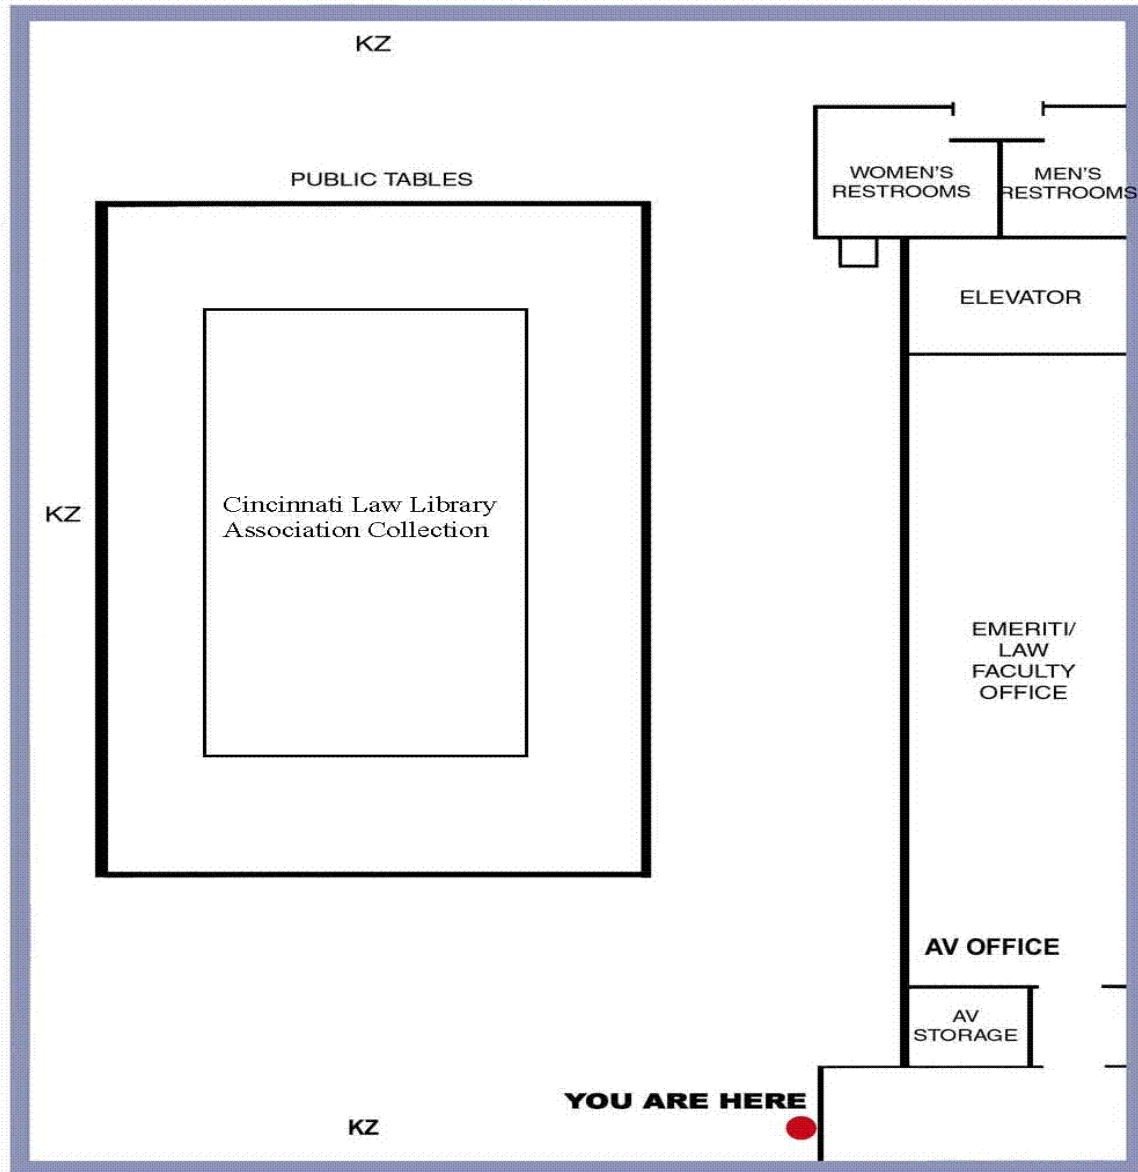 KZ
PUBLIC TABLES
WOMEN'S
RESTROOMS
MEN'S
RESTROOMS
ELEVATOR
Cincinnati Law Library
Association Collection
KZ
EMERITI/
LAW
FACULTY
OFFICE
AV OFFICE
AV
STORAGE
YOU ARE HERE
KZ